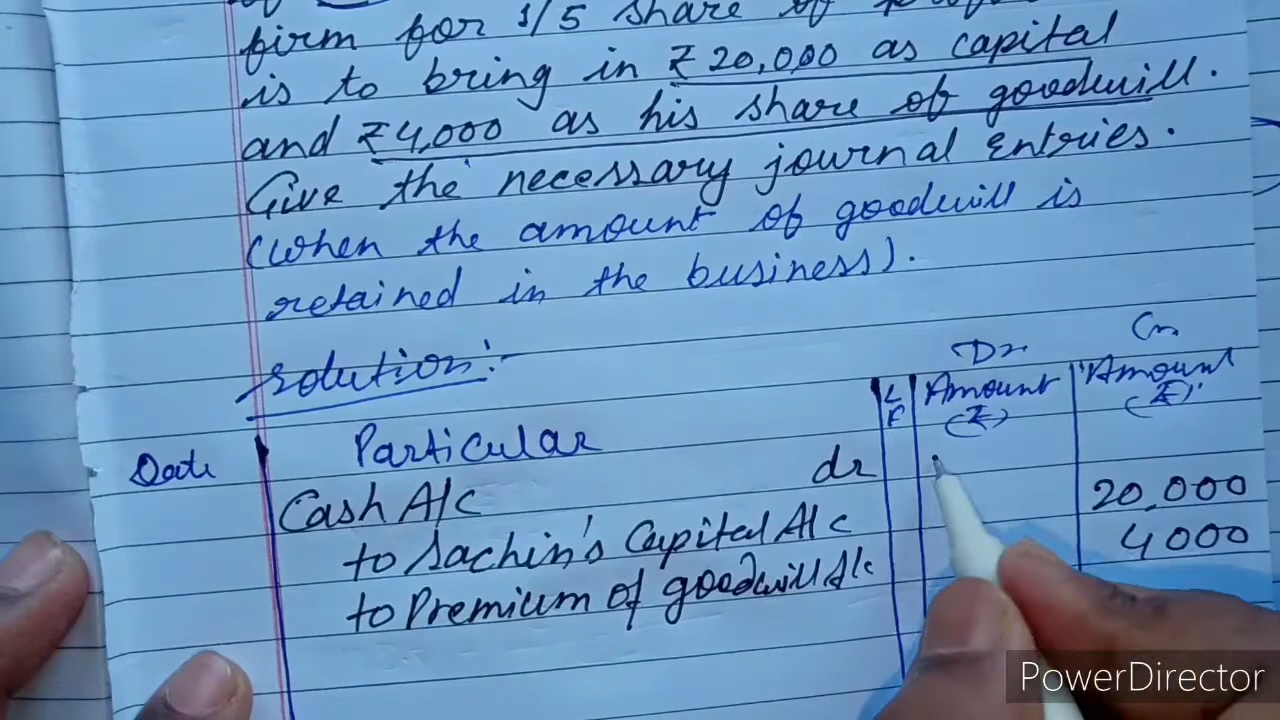 firm for 1/5 share of
is to bring in ₹20,000 as capital
and ₹4,000 as his share of goodwill.
Give the necessary journal Entries.
(When the amount of goodwill is
retained in the business).
Solution:-
Date Particular L F Dr Amount (₹) Cr Amount (₹)
Cash A/c dr
to Sachin's Capital A/c 20,000
to Premium of goodwill A/c 4000
PowerDirector